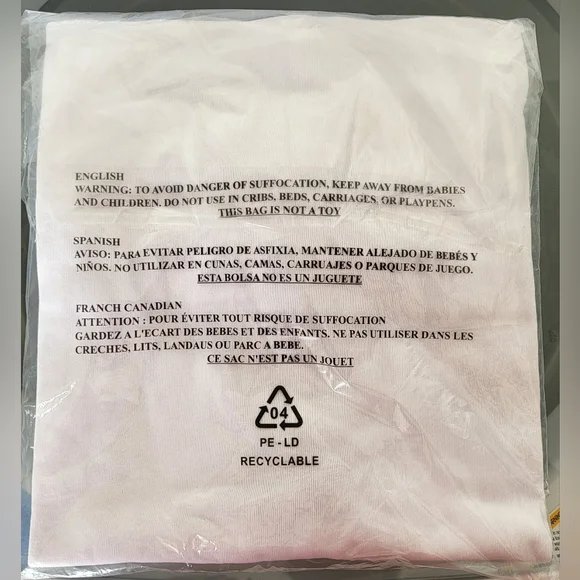 ENGLISH
WARNING: TO AVOID DANGER OF SUFFOCATION, KEEP AWAY FROM BABIES
AND CHILDREN. DO NOT USE IN CRIBS, BEDS, CARRIAGES, OR PLAYPENS.
THIS BAG IS NOT A TOY
SPANISH
AVISO: PARA EVITAR PELIGRO DE ASFIXIA, MANTENER ALEJADO DE BEBÉS Y
NIÑOS. NO UTILIZAR EN CUNAS, CAMAS, CARRUAJES O PARQUES DE JUEGO.
ESTA BOLSA NO ES UN JUGUETE
FRANCH CANADIAN
ATTENTION : POUR ÉVITER TOUT RISQUE DE SUFFOCATION
GARDEZ A L'ECART DES BEBES ET DES ENFANTS. NE PAS UTILISER DANS LES
CRECHES, LITS, LANDAUS OU PARC A BEBE.
CE SAC N'EST PAS UN JOUET
04
PE - LD
RECYCLABLE